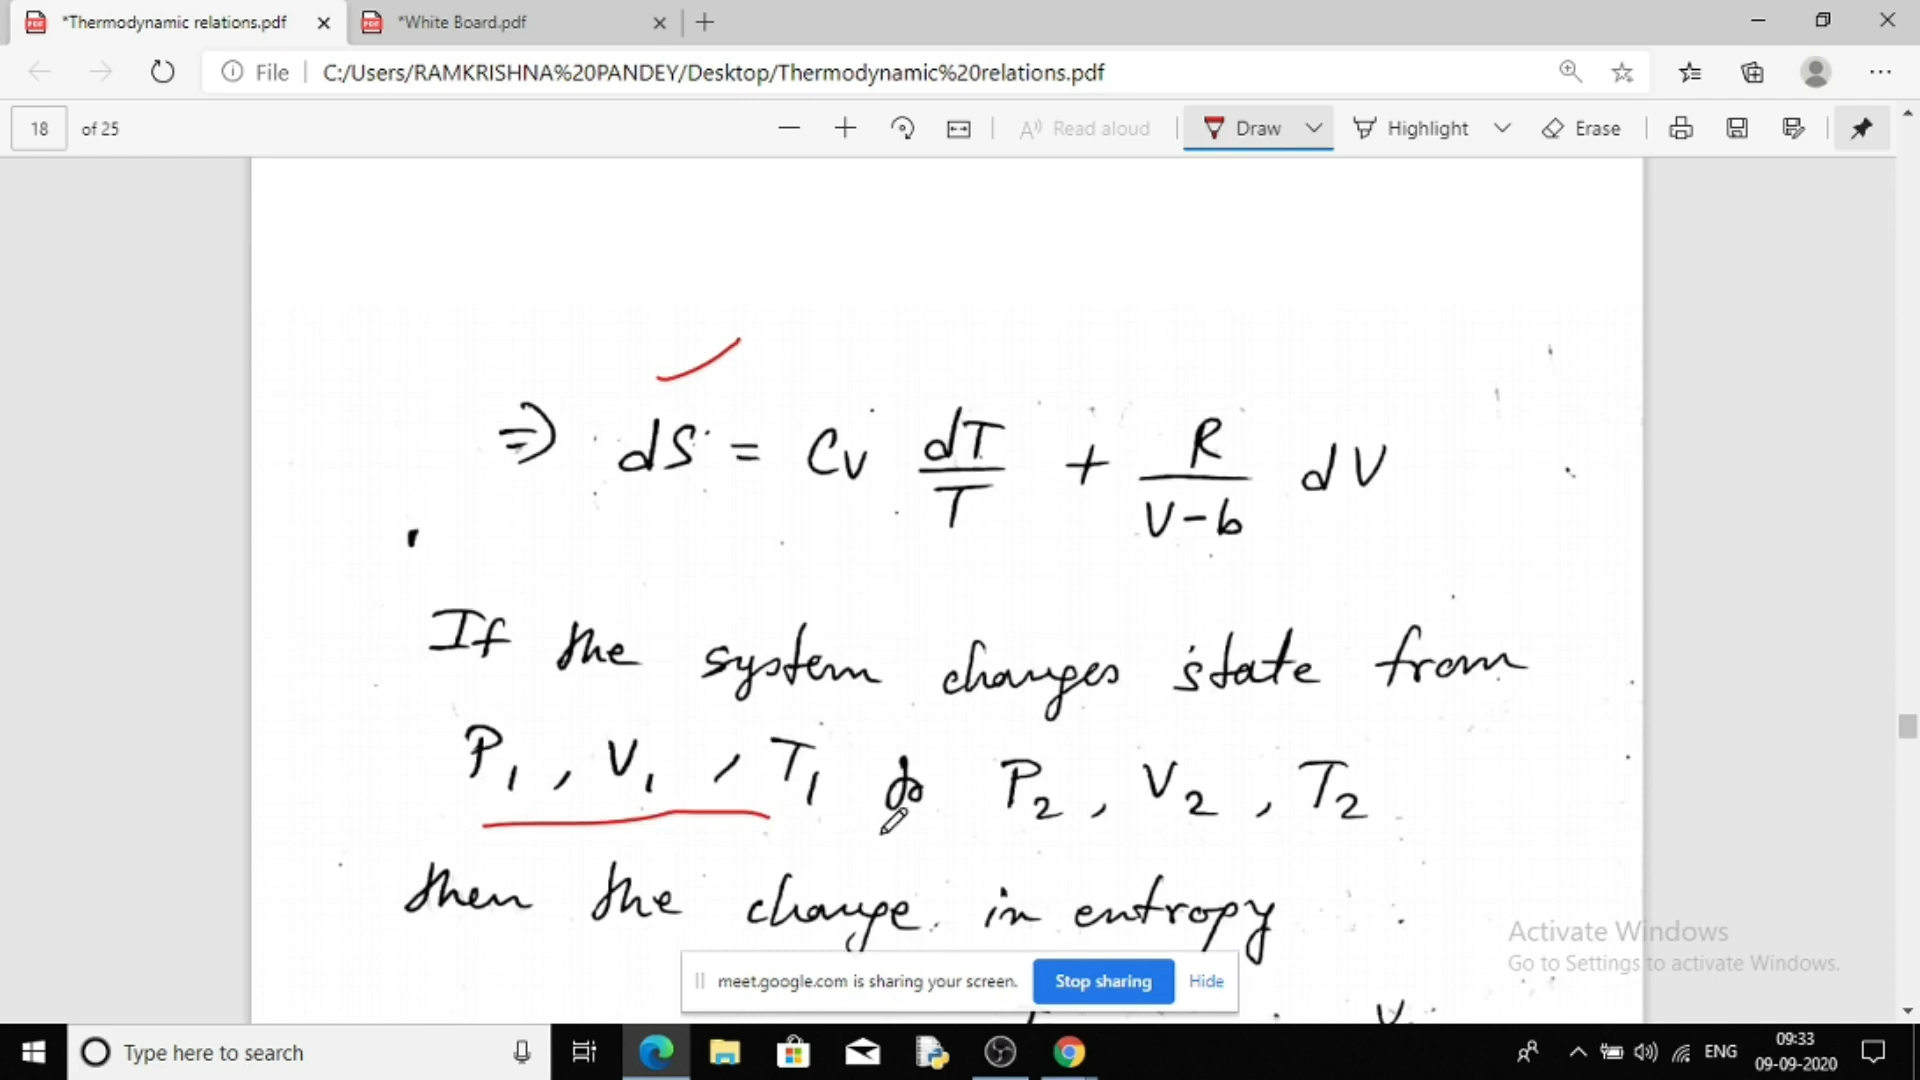 *Thermodynamic relations.pdf
*White Board.pdf
File
C:/Users/RAMKRISHNA%20PANDEY/Desktop/Thermodynamic%20relations.pdf
18 of 25
Read aloud
Draw
Highlight
Erase
⇒ dS = Cv dT/T + R/(V-b) dV
If the system changes state from
P1, V1, T1 to P2, V2, T2
then the change in entropy
Activate Windows
Go to Settings to activate Windows.
meet.google.com is sharing your screen.
Stop sharing
Hide
Type here to search
ENG
09:33
09-09-2020